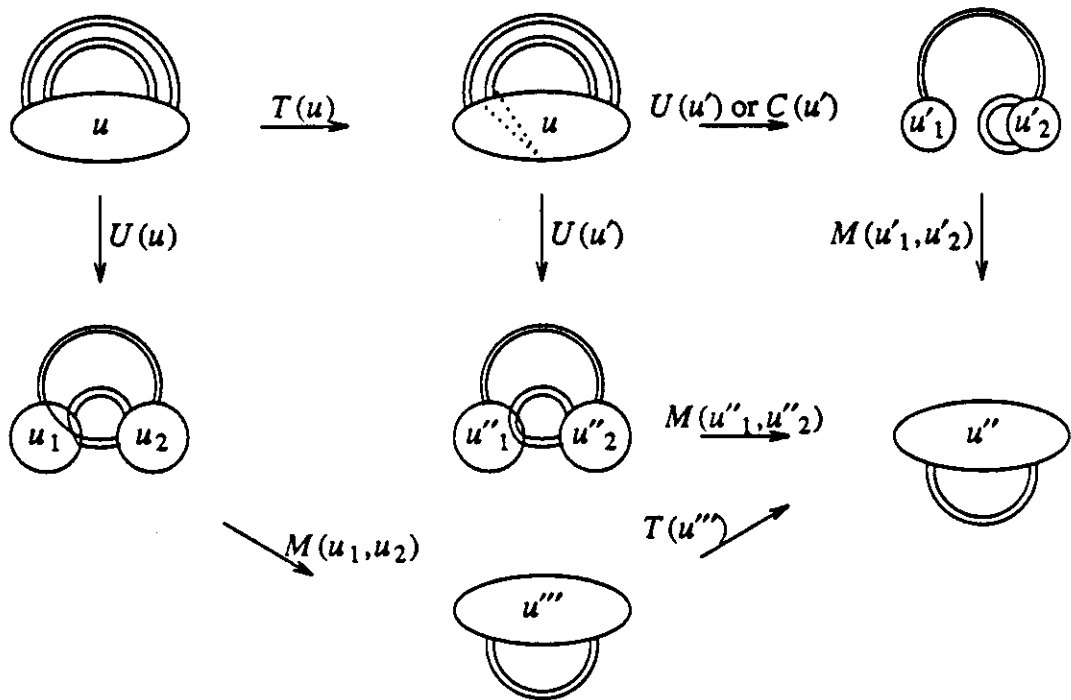 u T(u) u U(u') or C(u') u'₁ u'₂
U(u) U(u') M(u'₁,u'₂)
u₁ u₂ u''₁ u''₂ M(u''₁,u''₂) u''
M(u₁,u₂) T(u''')
u'''